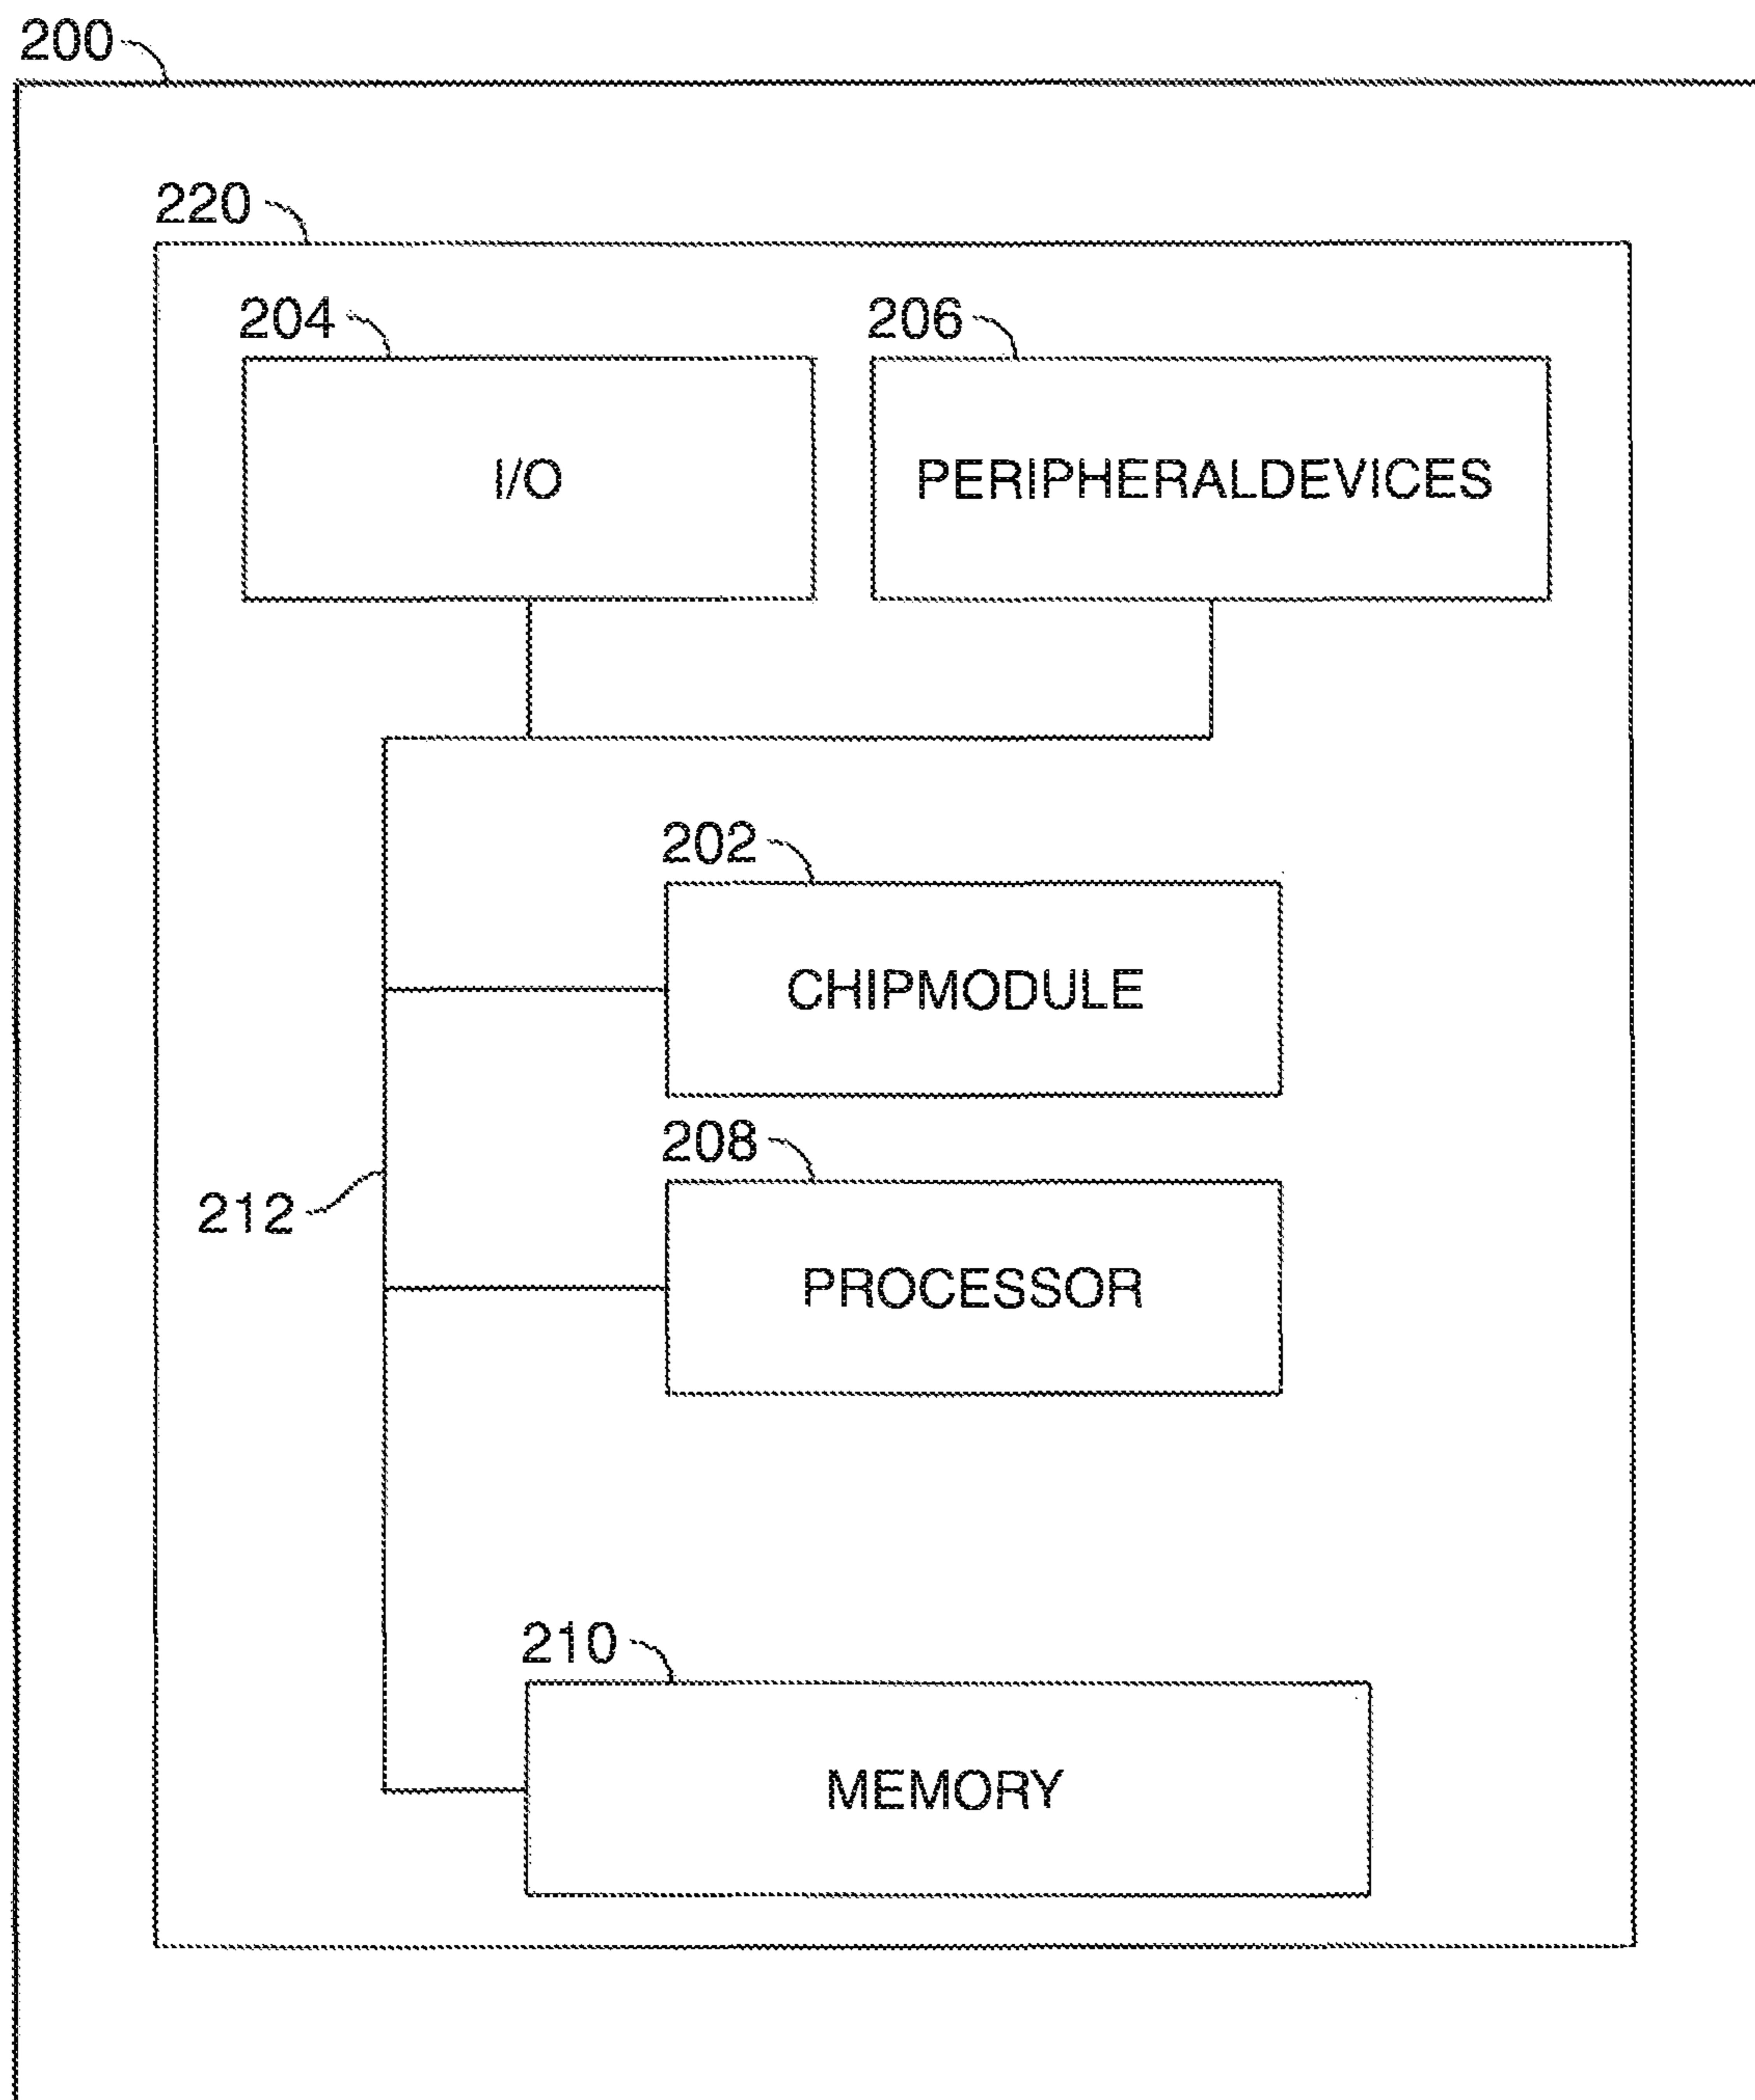 200
220
204
206
I/O
PERIPHERALDEVICES
202
CHIPMODULE
208
212
PROCESSOR
210
MEMORY